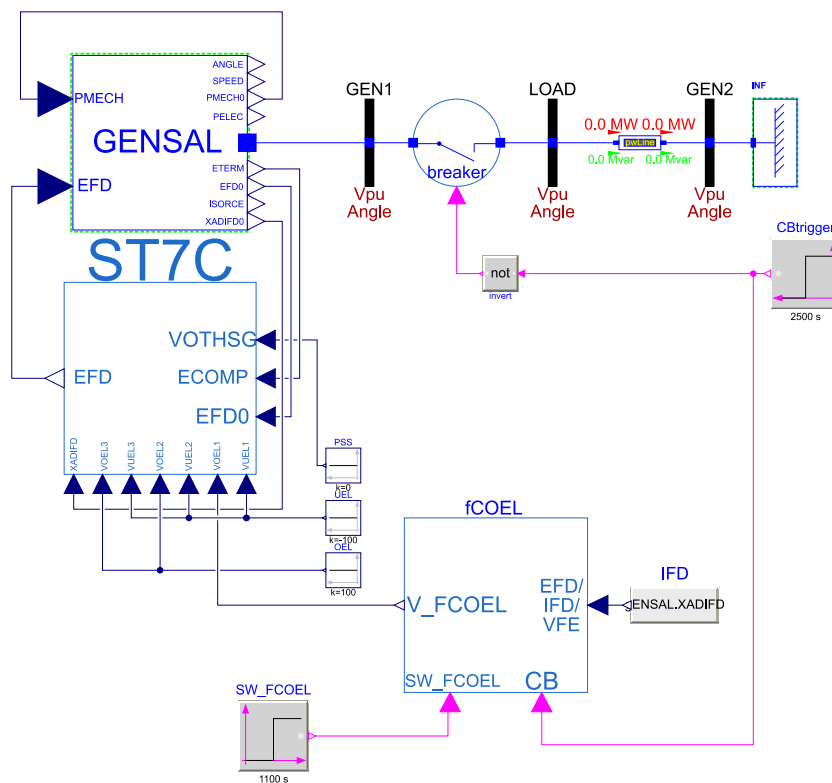 ANGLE
SPEED
PMECH
PMECH0
PELEC
GENSAL
ETERM
EFD
EFD0
ISORCE
XADIFD0
GEN1
LOAD
GEN2
INF
0.0 MW
0.0 MW
pwLine
0.0 Mvar
0.0 Mvar
breaker
Vpu
Angle
Vpu
Angle
Vpu
Angle
CBtrigger
2500 s
not
invert
ST7C
VOTHSG
EFD
ECOMP
EFD0
XADIFD
VOEL3
VUEL3
VOEL2
VUEL2
VOEL1
VUEL1
PSS
k=0
UEL
k=-100
OEL
k=100
fCOEL
EFD/
IFD/
VFE
V_FCOEL
SW_FCOEL
CB
IFD
ENSAL.XADIFD
SW_FCOEL
1100 s